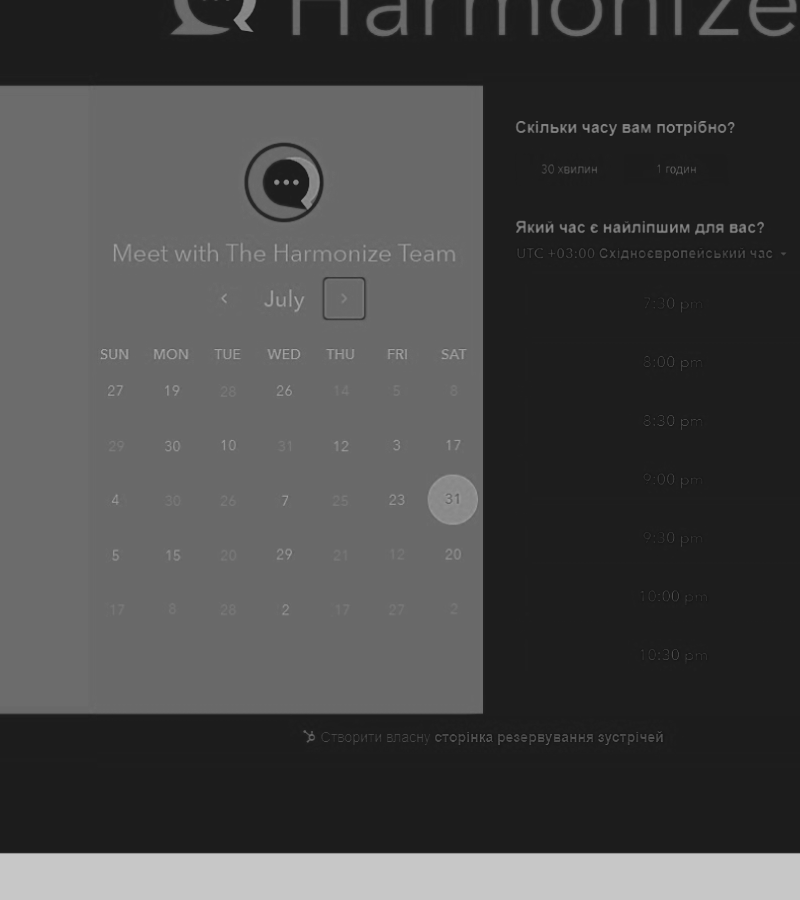 Harmonize
Meet with The Harmonize Team
July
SUN MON TUE WED THU FRI SAT
27 19 28 26 14 5 8
29 30 10 31 12 3 17
4 30 26 7 25 23 31
5 15 20 29 21 12 20
17 8 28 2 17 27 2
Скільки часу вам потрібно?
30 хвилин 1 годин
Який час є найліпшим для вас?
UTC +03:00 Східноєвропейський час
7:30 pm
8:00 pm
8:30 pm
9:00 pm
9:30 pm
10:00 pm
10:30 pm
Створити власну сторінка резервування зустрічей